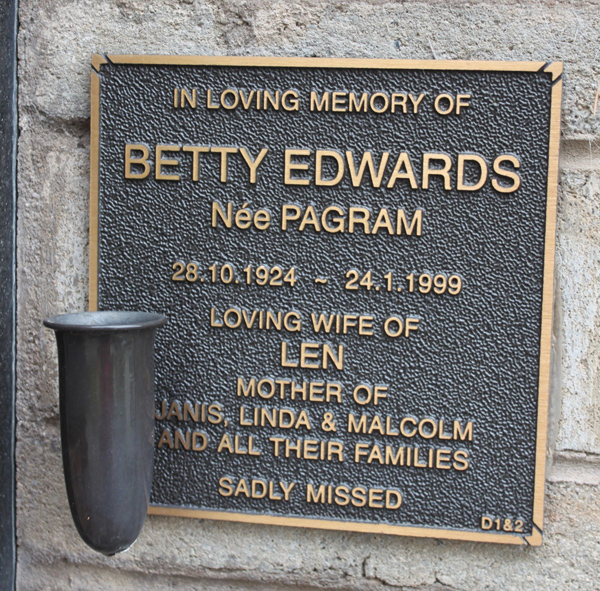 IN LOVING MEMORY OF
BETTY EDWARDS
Née PAGRAM
28.10.1924 ~ 24.1.1999
LOVING WIFE OF
LEN
MOTHER OF
JANIS, LINDA & MALCOLM
AND ALL THEIR FAMILIES
SADLY MISSED
D1&2